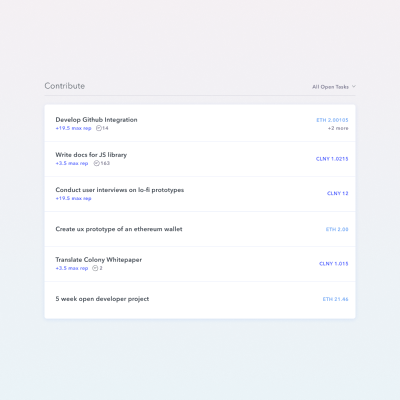 Contribute
All Open Tasks
Develop Github Integration
+19.5 max rep 14
ETH 2.00105
+2 more
Write docs for JS library
+3.5 max rep 163
CLNY 1.0215
Conduct user interviews on lo-fi prototypes
+19.5 max rep
CLNY 12
Create ux prototype of an ethereum wallet
ETH 2.00
Translate Colony Whitepaper
+3.5 max rep 2
CLNY 1.015
5 week open developer project
ETH 21.46